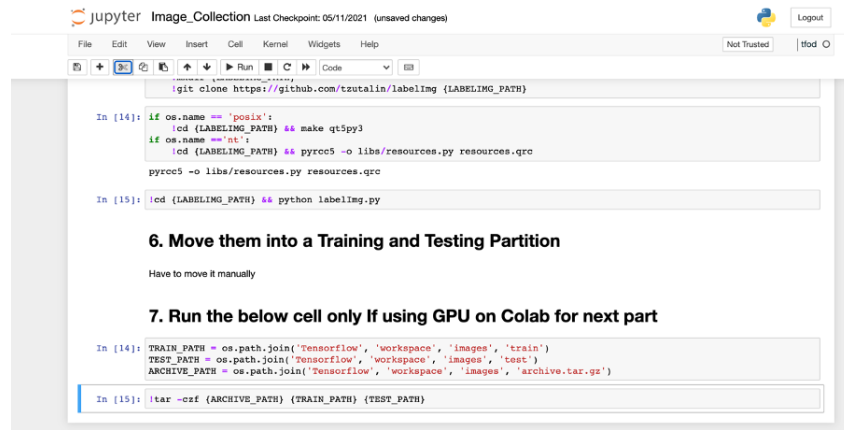 jupyter Image_Collection Last Checkpoint: 05/11/2021 (unsaved changes)
Logout
File Edit View Insert Cell Kernel Widgets Help
Not Trusted
tfod
Run
Code
!git clone https://github.com/tzutalin/labelImg {LABELIMG_PATH}
In [14]: if os.name == 'posix':
!cd {LABELIMG_PATH} && make qt5py3
if os.name =='nt':
!cd {LABELIMG_PATH} && pyrcc5 -o libs/resources.py resources.qrc
pyrcc5 -o libs/resources.py resources.qrc
In [15]: !cd {LABELIMG_PATH} && python labelImg.py
6. Move them into a Training and Testing Partition
Have to move it manually
7. Run the below cell only If using GPU on Colab for next part
In [14]: TRAIN_PATH = os.path.join('Tensorflow', 'workspace', 'images', 'train')
TEST_PATH = os.path.join('Tensorflow', 'workspace', 'images', 'test')
ARCHIVE_PATH = os.path.join('Tensorflow', 'workspace', 'images', 'archive.tar.gz')
In [15]: !tar -czf {ARCHIVE_PATH} {TRAIN_PATH} {TEST_PATH}